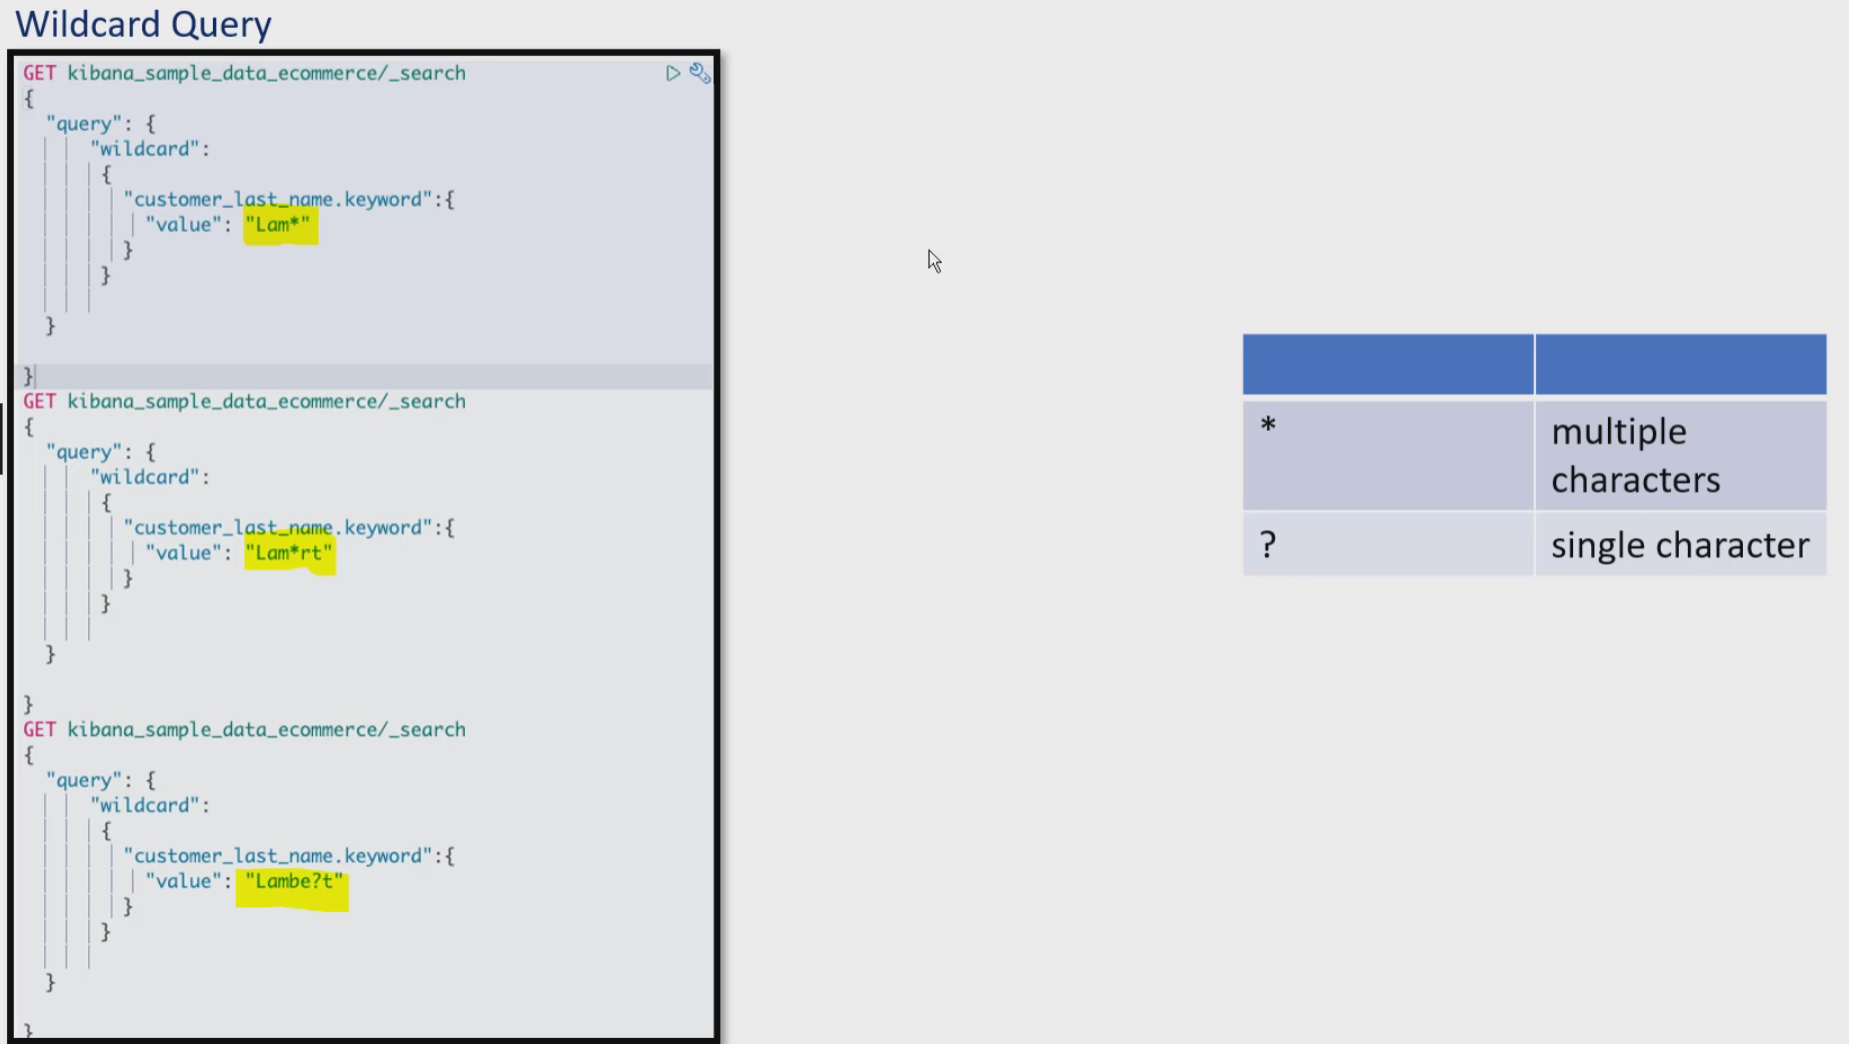 Wildcard Query
GET kibana_sample_data_ecommerce/_search
{
"query": {
"wildcard":
{
"customer_last_name.keyword":{
"value": "Lam*"
}
}
}
}
GET kibana_sample_data_ecommerce/_search
{
"query": {
"wildcard":
{
"customer_last_name.keyword":{
"value": "Lam*rt"
}
}
}
}
GET kibana_sample_data_ecommerce/_search
{
"query": {
"wildcard":
{
"customer_last_name.keyword":{
"value": "Lambe?t"
}
}
}
}
* multiple
characters
? single character